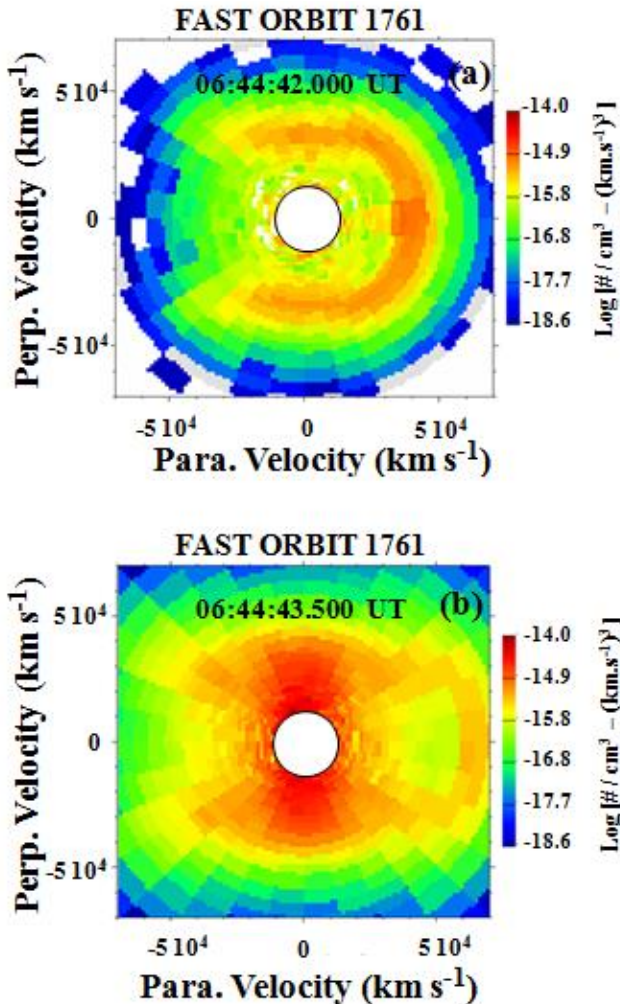 FAST ORBIT 1761
06:44:42.000 UT
(a)
5 10⁴
0
-5 10⁴
Perp. Velocity (km s⁻¹)
-5 10⁴ 0 5 10⁴
Para. Velocity (km s⁻¹)
-14.0
-14.9
-15.8
-16.8
-17.7
-18.6
Log [# / cm³ – (km.s⁻¹)³]
FAST ORBIT 1761
06:44:43.500 UT
(b)
5 10⁴
0
-5 10⁴
Perp. Velocity (km s⁻¹)
-5 10⁴ 0 5 10⁴
Para. Velocity (km s⁻¹)
-14.0
-14.9
-15.8
-16.8
-17.7
-18.6
Log [# / cm³ – (km.s⁻¹)³]